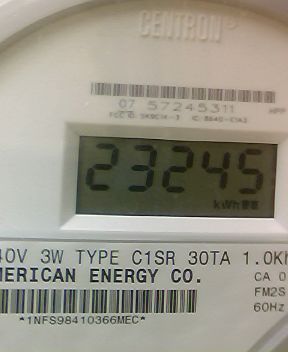 CENTRON®
07 57245311
23245
kWh
40V 3W TYPE C1SR 30TA 1.0Kh
MERICAN ENERGY CO.
CA 0
FM2S
60Hz
*1NFS98410366MEC*